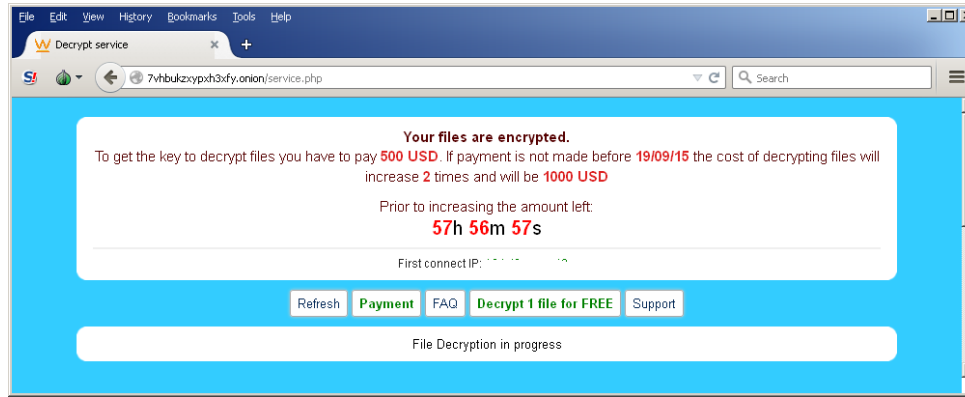 File Edit View History Bookmarks Tools Help
Decrypt service
7vhbukzxypxh3xfy.onion/service.php
Search
Your files are encrypted.
To get the key to decrypt files you have to pay 500 USD. If payment is not made before 19/09/15 the cost of decrypting files will
increase 2 times and will be 1000 USD
Prior to increasing the amount left:
57h 56m 57s
First connect IP:
Refresh Payment FAQ Decrypt 1 file for FREE Support
File Decryption in progress